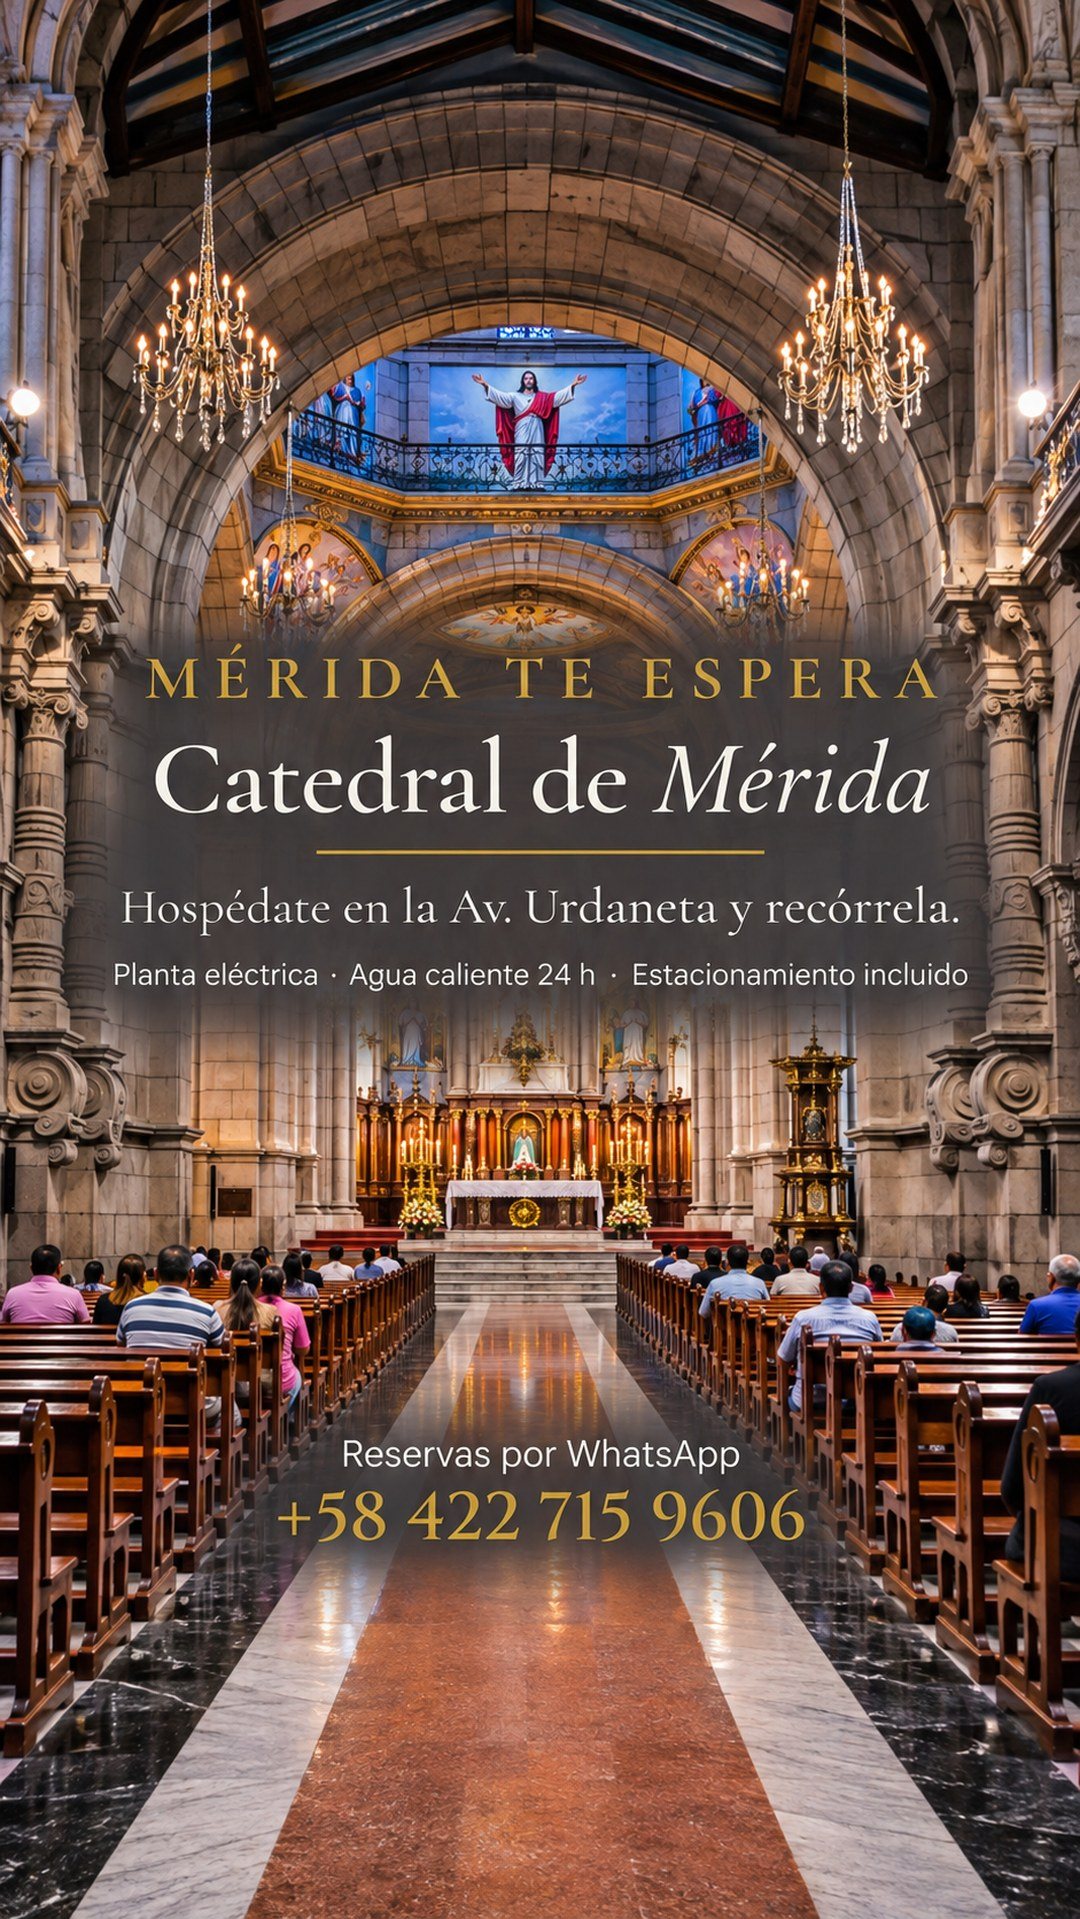 MÉRIDA TE ESPERA
Catedral de Mérida
Hospédate en la Av. Urdaneta y recórrela.
Planta eléctrica · Agua caliente 24 h · Estacionamiento incluido
Reservas por WhatsApp
+58 422 715 9606